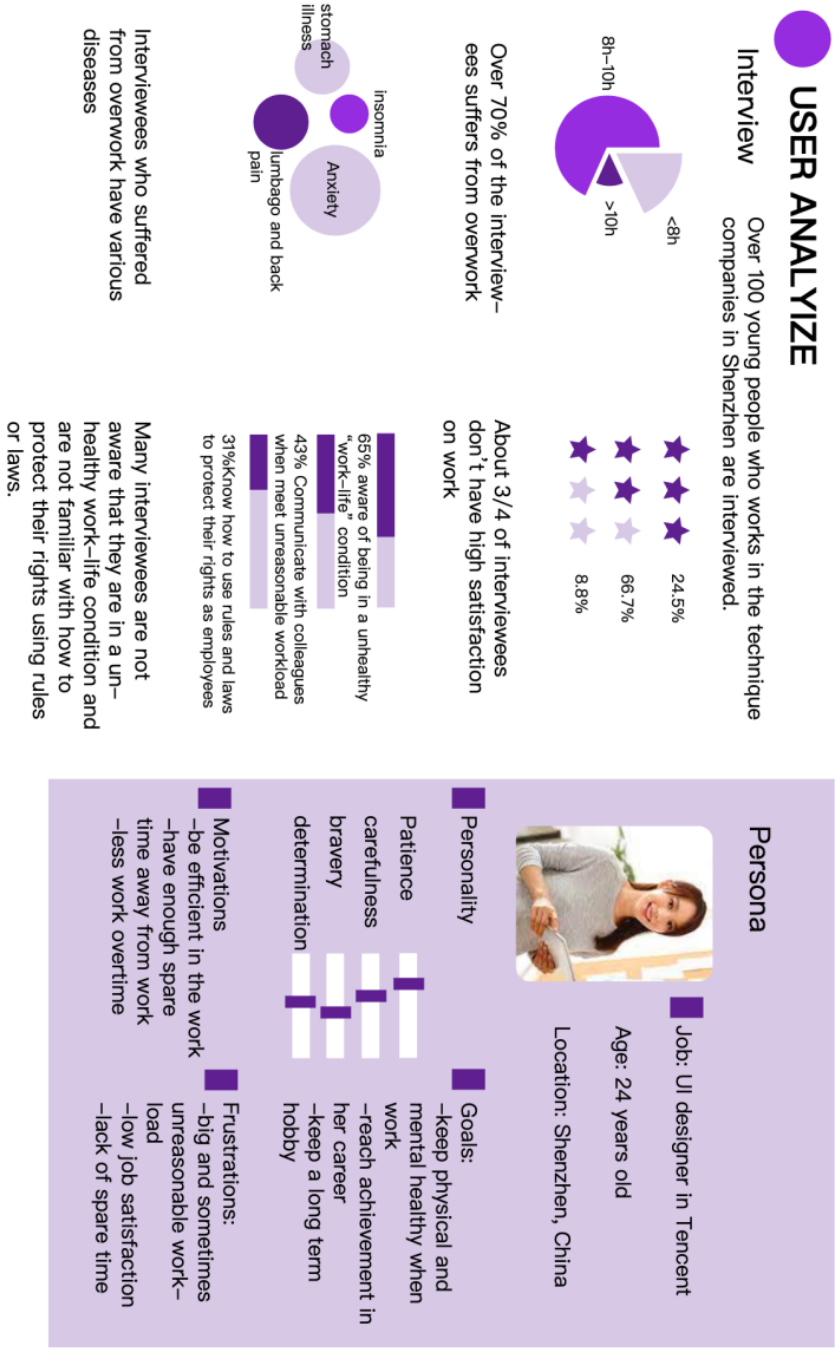 USER ANALYIZE
Interview
Over 100 young people who works in the technique
companies in Shenzhen are interviewed.
8h–10h
<8h
>10h
24.5%
66.7%
8.8%
Over 70% of the interview–
ees suffers from overwork
About 3/4 of interviewees
don't have high satisfaction
on work
stomach
illness
insomnia
Anxiety
lumbago and back
pain
65% aware of being in a unhealthy
“work–life” condition
43% Communicate with colleagues
when meet unreasonable workload
31%Know how to use rules and laws
to protect their rights as employees
Interviewees who suffered
from overwork have various
diseases
Many interviewees are not
aware that they are in a un–
healthy work–life condition and
are not familiar with how to
protect their rights using rules
or laws.
Persona
Job: UI designer in Tencent
Age: 24 years old
Location: Shenzhen, China
Personality
Patience
carefulness
bravery
determination
Goals:
–keep physical and
mental healthy when
work
–reach achievement in
her career
–keep a long term
hobby
Motivations
–be efficient in the work
–have enough spare
time away from work
–less work overtime
Frustrations:
–big and sometimes
unreasonable work–
load
–low job satisfaction
–lack of spare time